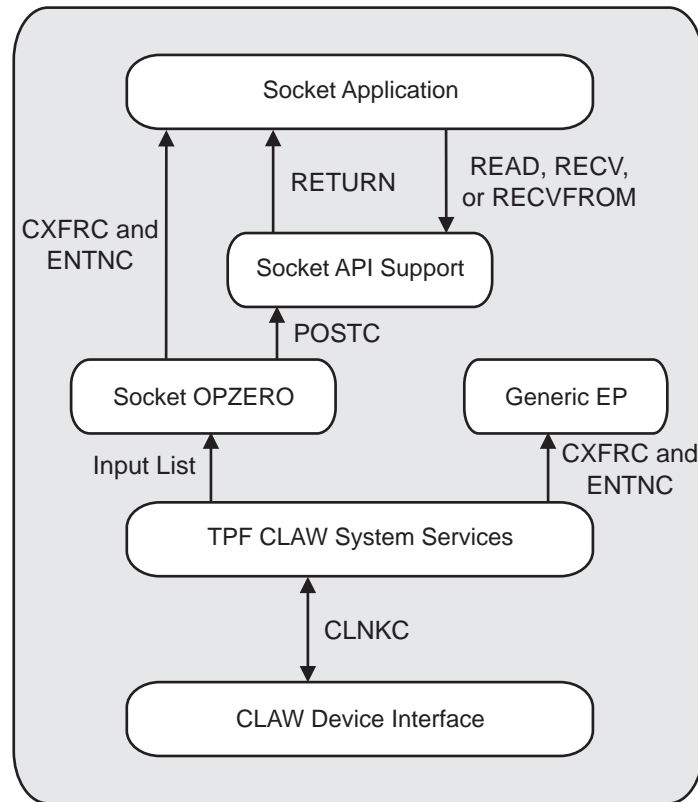 Socket Application
READ, RECV,
or RECVFROM
RETURN
CXFRC and
ENTNC
Socket API Support
POSTC
Socket OPZERO
Generic EP
Input List
CXFRC and
ENTNC
TPF CLAW System Services
CLNKC
CLAW Device Interface